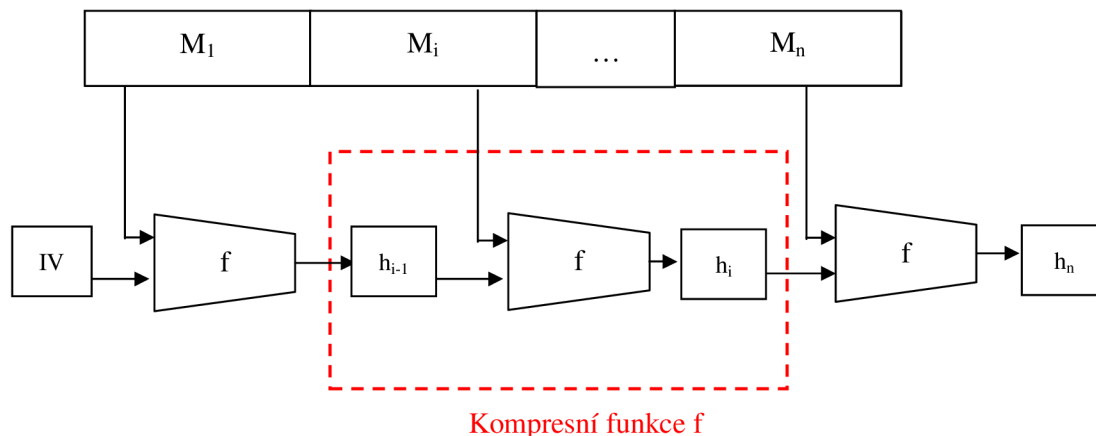 M₁ Mᵢ … Mₙ
IV f hᵢ₋₁ f hᵢ f hₙ
Kompresní funkce f